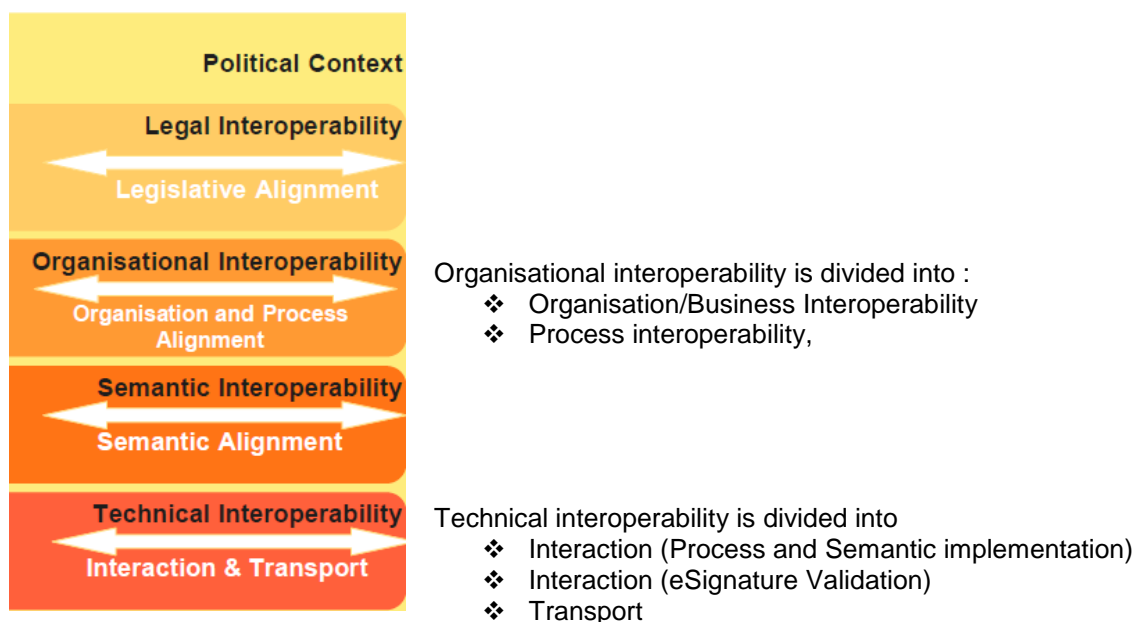 Political Context
Legal Interoperability
Legislative Alignment
Organisational Interoperability
Organisation and Process
Alignment
Organisational interoperability is divided into :
❖ Organisation/Business Interoperability
❖ Process interoperability,
Semantic Interoperability
Semantic Alignment
Technical Interoperability
Interaction & Transport
Technical interoperability is divided into
❖ Interaction (Process and Semantic implementation)
❖ Interaction (eSignature Validation)
❖ Transport